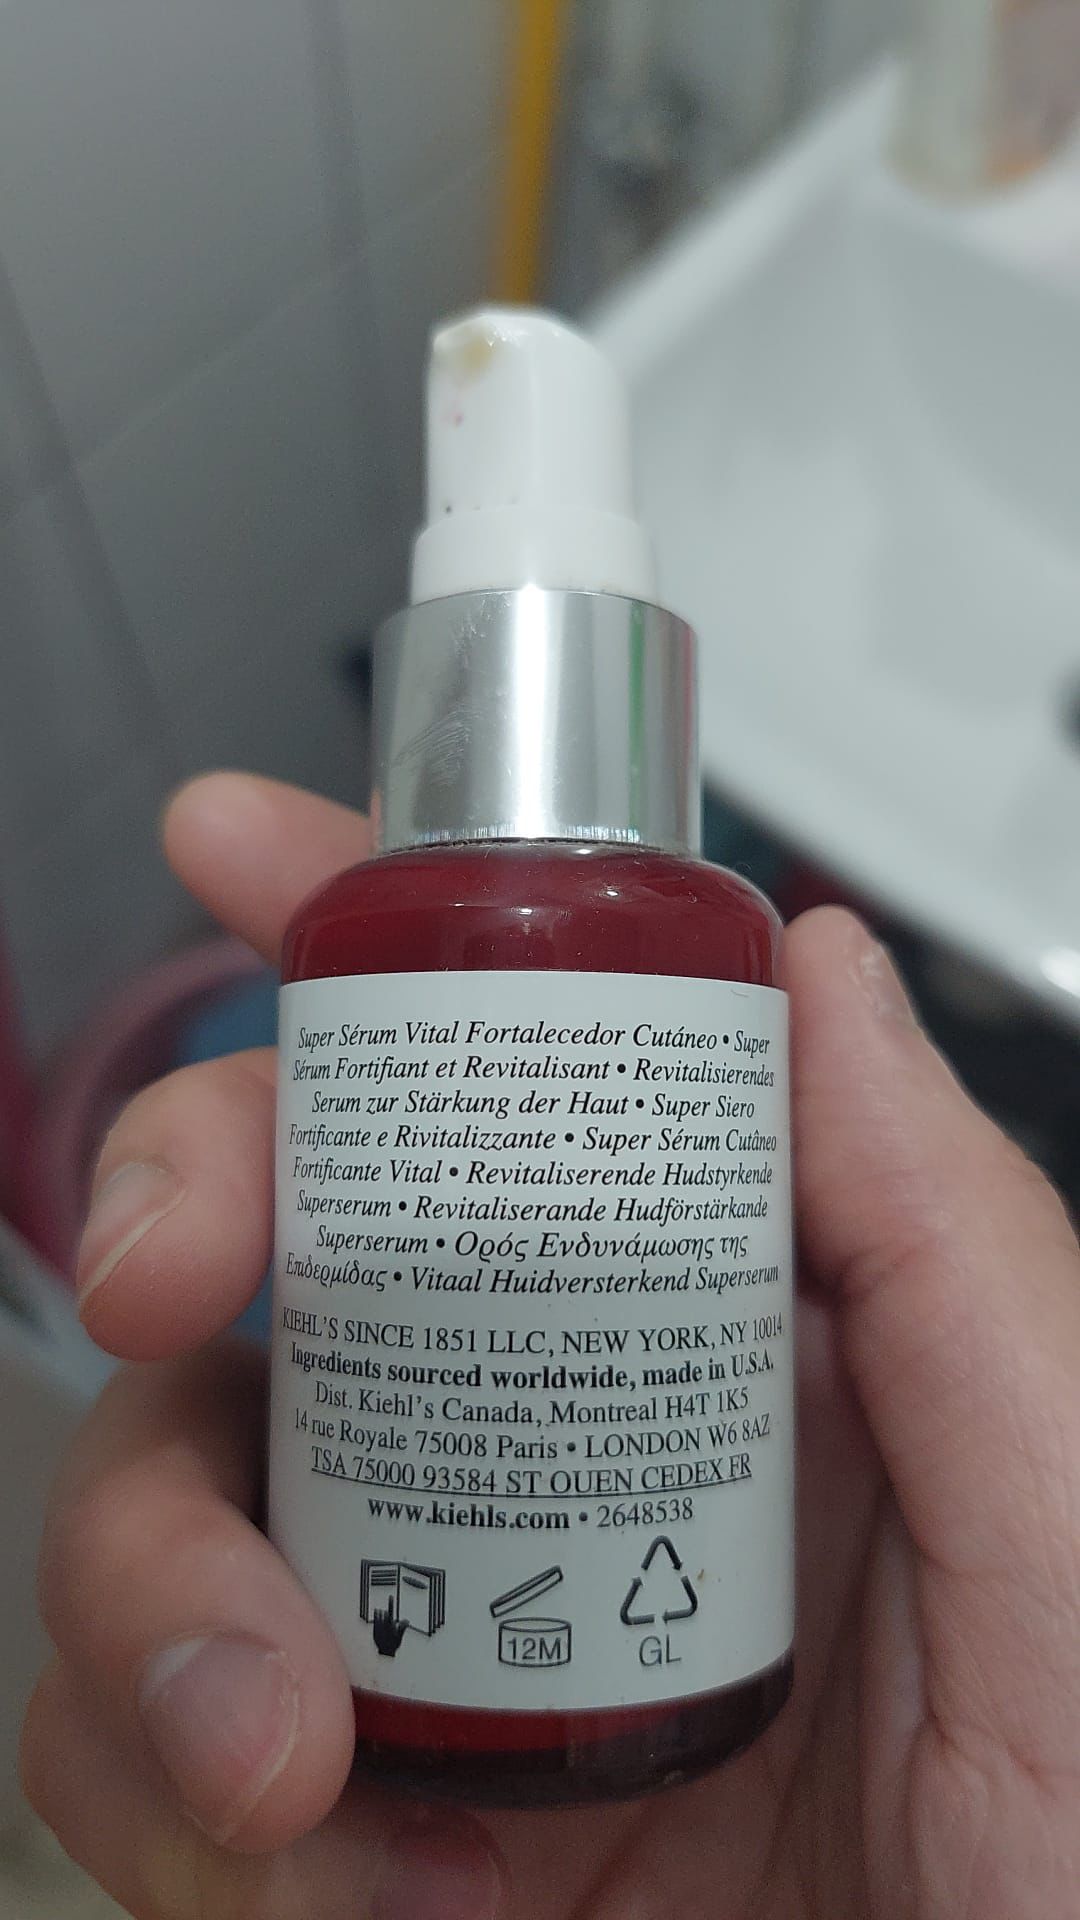 Super Sérum Vital Fortalecedor Cutáneo • Super
Sérum Fortifiant et Revitalisant • Revitalisierendes
Serum zur Stärkung der Haut • Super Siero
Fortificante e Rivitalizzante • Super Sérum Cutâneo
Fortificante Vital • Revitaliserende Hudstyrkende
Superserum • Revitaliserande Hudförstärkande
Superserum • Ορός Ενδυνάμωσης της
Επιδερμίδας • Vitaal Huidversterkend Superserum
KIEHL'S SINCE 1851 LLC, NEW YORK, NY 10014
Ingredients sourced worldwide, made in U.S.A.
Dist. Kiehl's Canada, Montreal H4T 1K5
14 rue Royale 75008 Paris • LONDON W6 8AZ
TSA 75000 93584 ST OUEN CEDEX FR
www.kiehls.com • 2648538
12M
GL